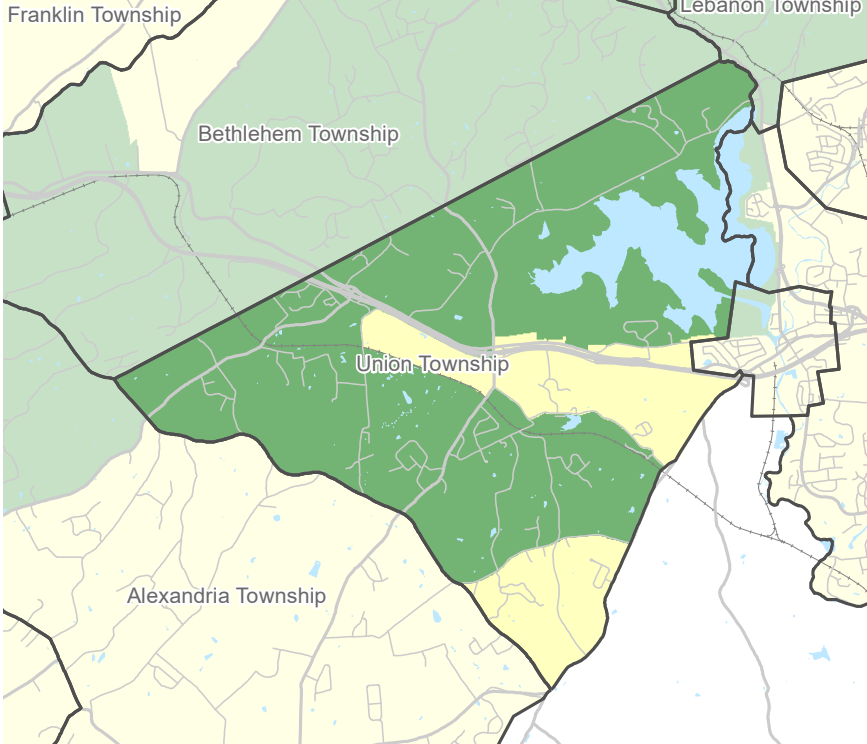 Franklin Township
Lebanon Township
Bethlehem Township
Union Township
Alexandria Township